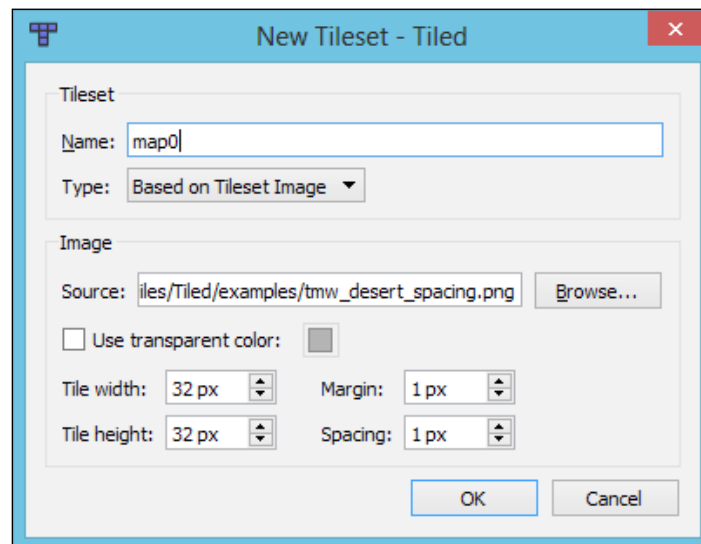 New Tileset - Tiled
Tileset
Name: map0
Type: Based on Tileset Image
Image
Source: iles/Tiled/examples/tmw_desert_spacing.png Browse...
Use transparent color:
Tile width: 32 px Margin: 1 px
Tile height: 32 px Spacing: 1 px
OK Cancel